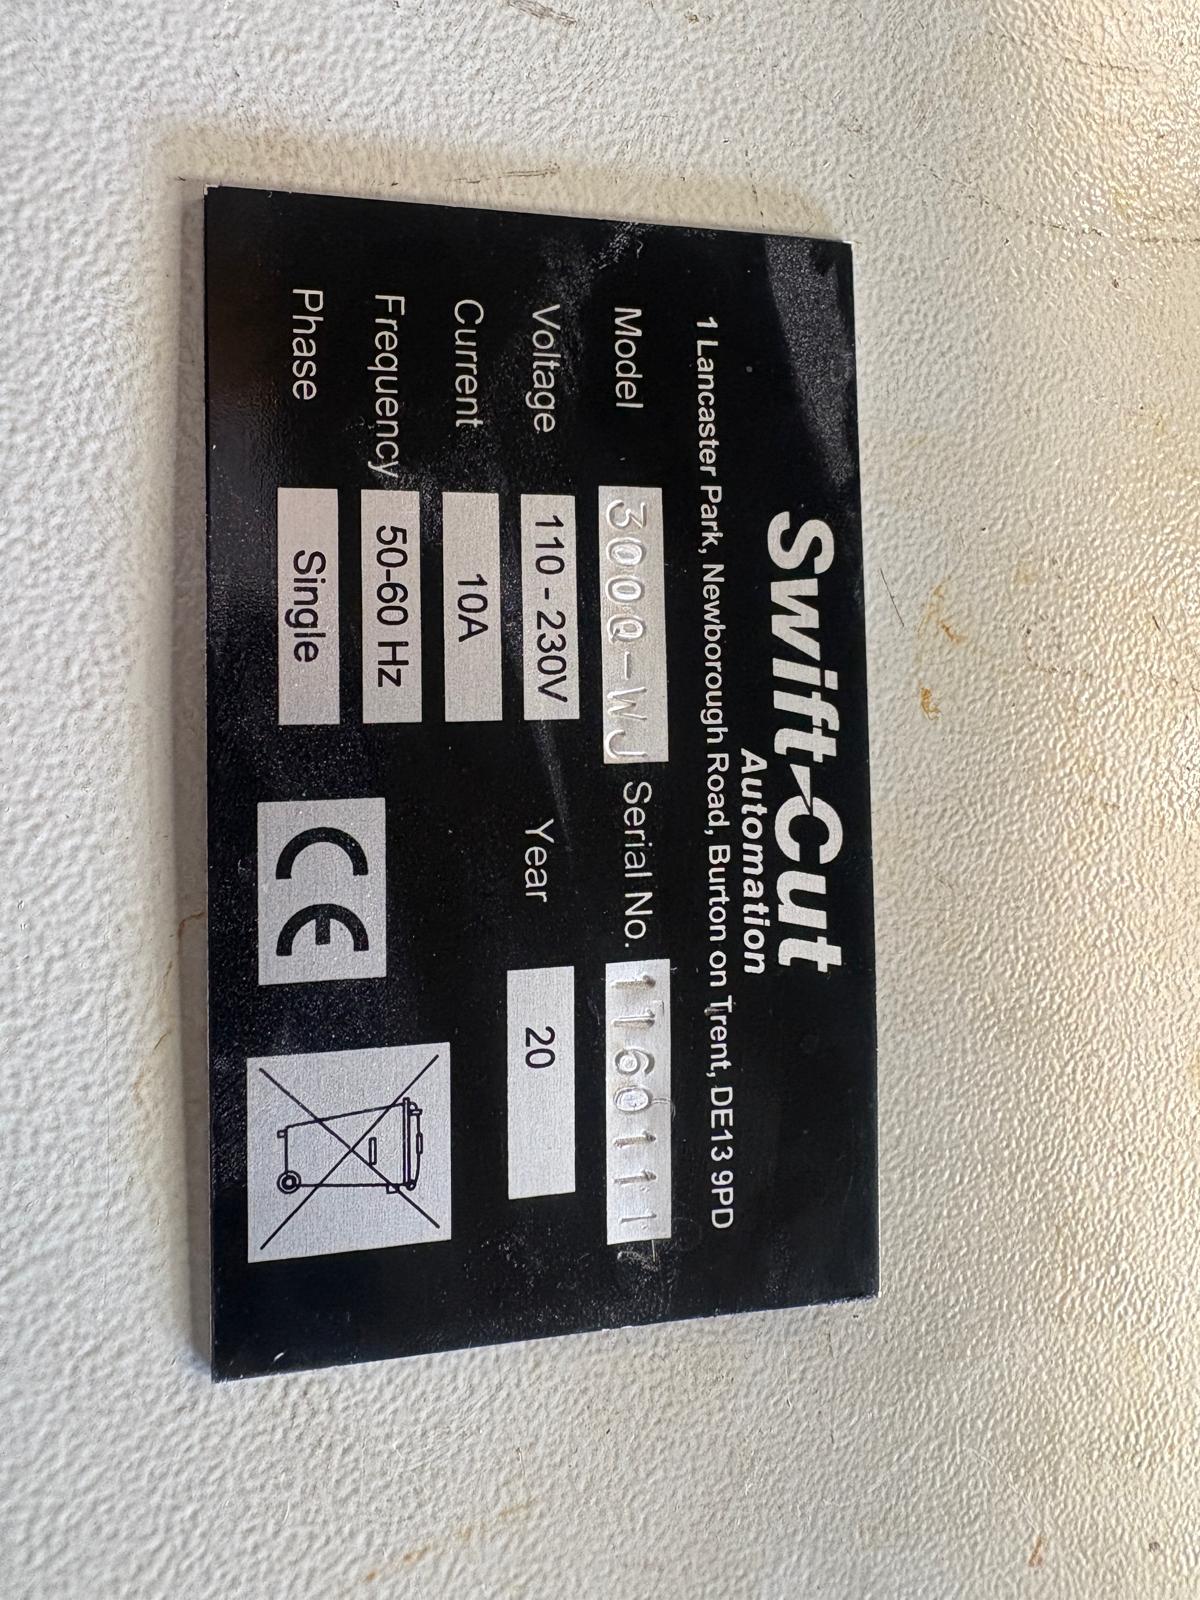 Swift-Cut
Automation
1 Lancaster Park, Newborough Road, Burton on Trent, DE13 9PD
Model 3000-WJ Serial No. 1160111
Voltage 110 - 230V Year 20
Current 10A
Frequency 50-60 Hz
Phase Single
CE